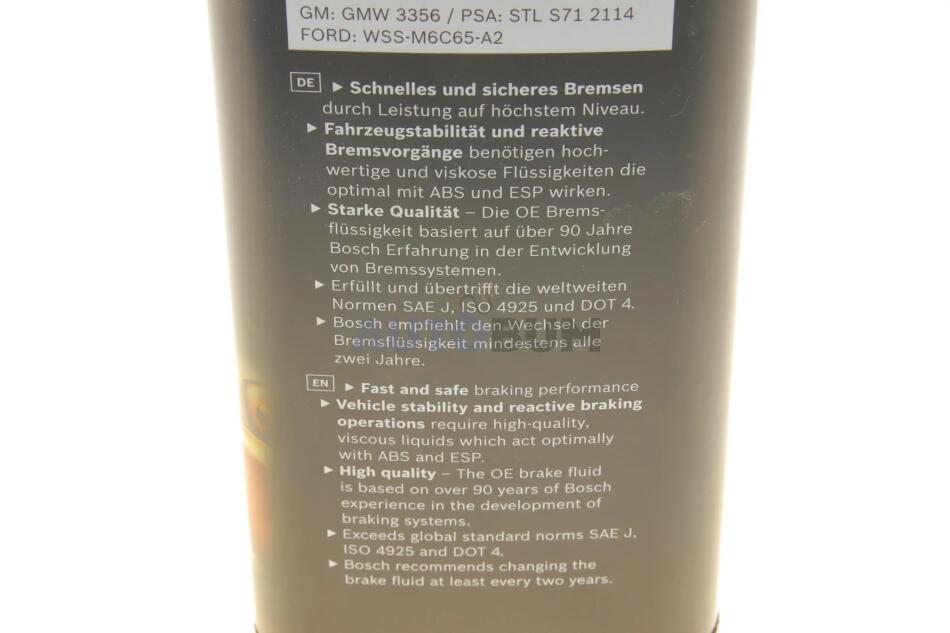 GM: GMW 3356 / PSA: STL S71 2114
FORD: WSS-M6C65-A2
DE ► Schnelles und sicheres Bremsen
durch Leistung auf höchstem Niveau.
► Fahrzeugstabilität und reaktive
Bremsvorgänge benötigen hoch-
wertige und viskose Flüssigkeiten die
optimal mit ABS und ESP wirken.
► Starke Qualität – Die OE Brems-
flüssigkeit basiert auf über 90 Jahre
Bosch Erfahrung in der Entwicklung
von Bremssystemen.
► Erfüllt und übertrifft die weltweiten
Normen SAE J, ISO 4925 und DOT 4.
► Bosch empfiehlt den Wechsel der
Bremsflüssigkeit mindestens alle
zwei Jahre.
AUTOBUM
EN ► Fast and safe braking performance
► Vehicle stability and reactive braking
operations require high-quality,
viscous liquids which act optimally
with ABS and ESP.
► High quality – The OE brake fluid
is based on over 90 years of Bosch
experience in the development of
braking systems.
► Exceeds global standard norms SAE J,
ISO 4925 and DOT 4.
► Bosch recommends changing the
brake fluid at least every two years.